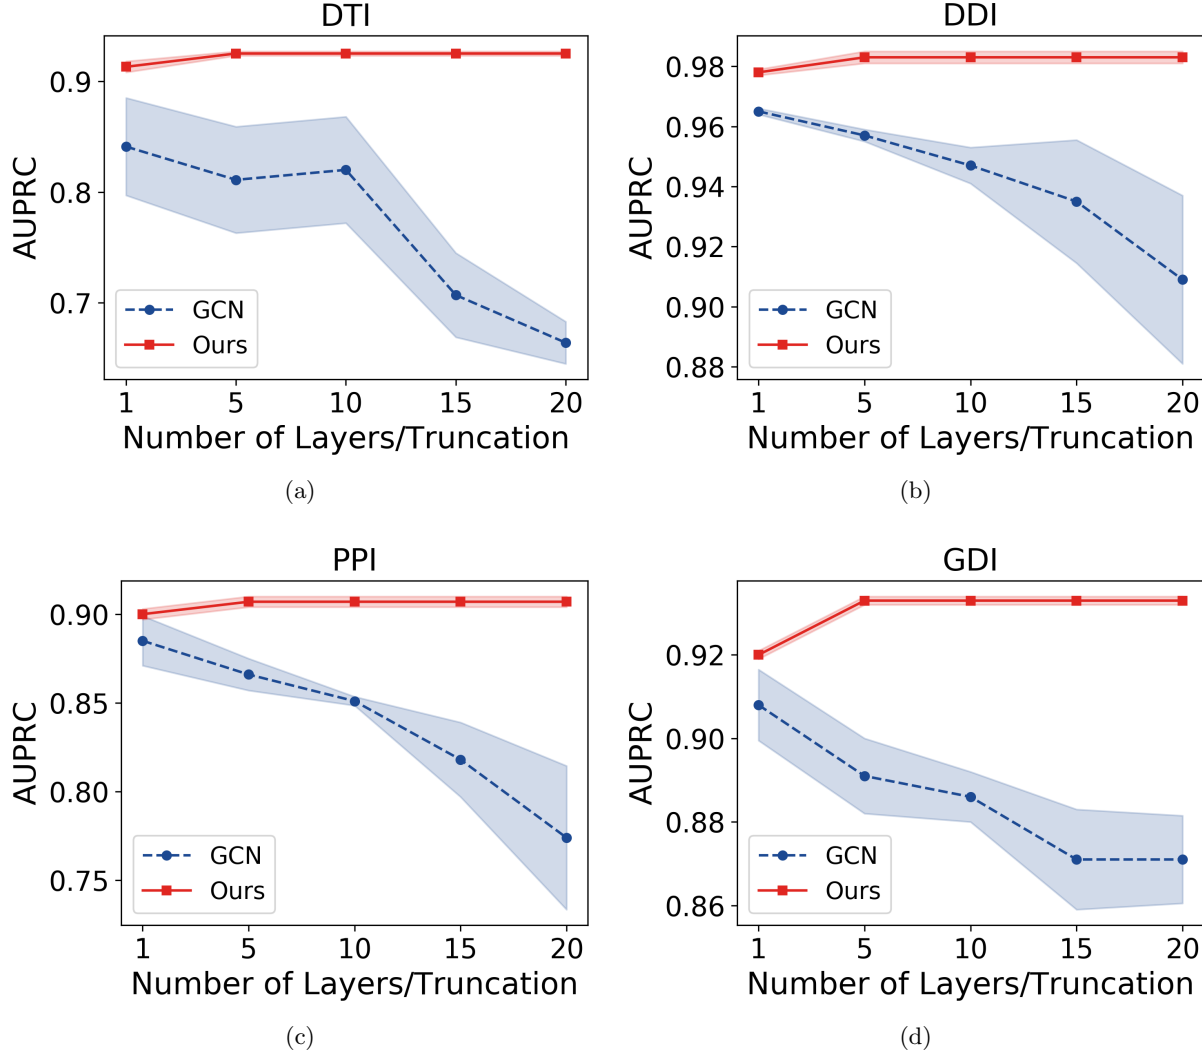 DTI
AUPRC
0.9
0.8
0.7
GCN
Ours
1 5 10 15 20
Number of Layers/Truncation
(a)
DDI
AUPRC
0.98
0.96
0.94
0.92
0.90
0.88
GCN
Ours
1 5 10 15 20
Number of Layers/Truncation
(b)
PPI
AUPRC
0.90
0.85
0.80
0.75
GCN
Ours
1 5 10 15 20
Number of Layers/Truncation
(c)
GDI
AUPRC
0.92
0.90
0.88
0.86
GCN
Ours
1 5 10 15 20
Number of Layers/Truncation
(d)